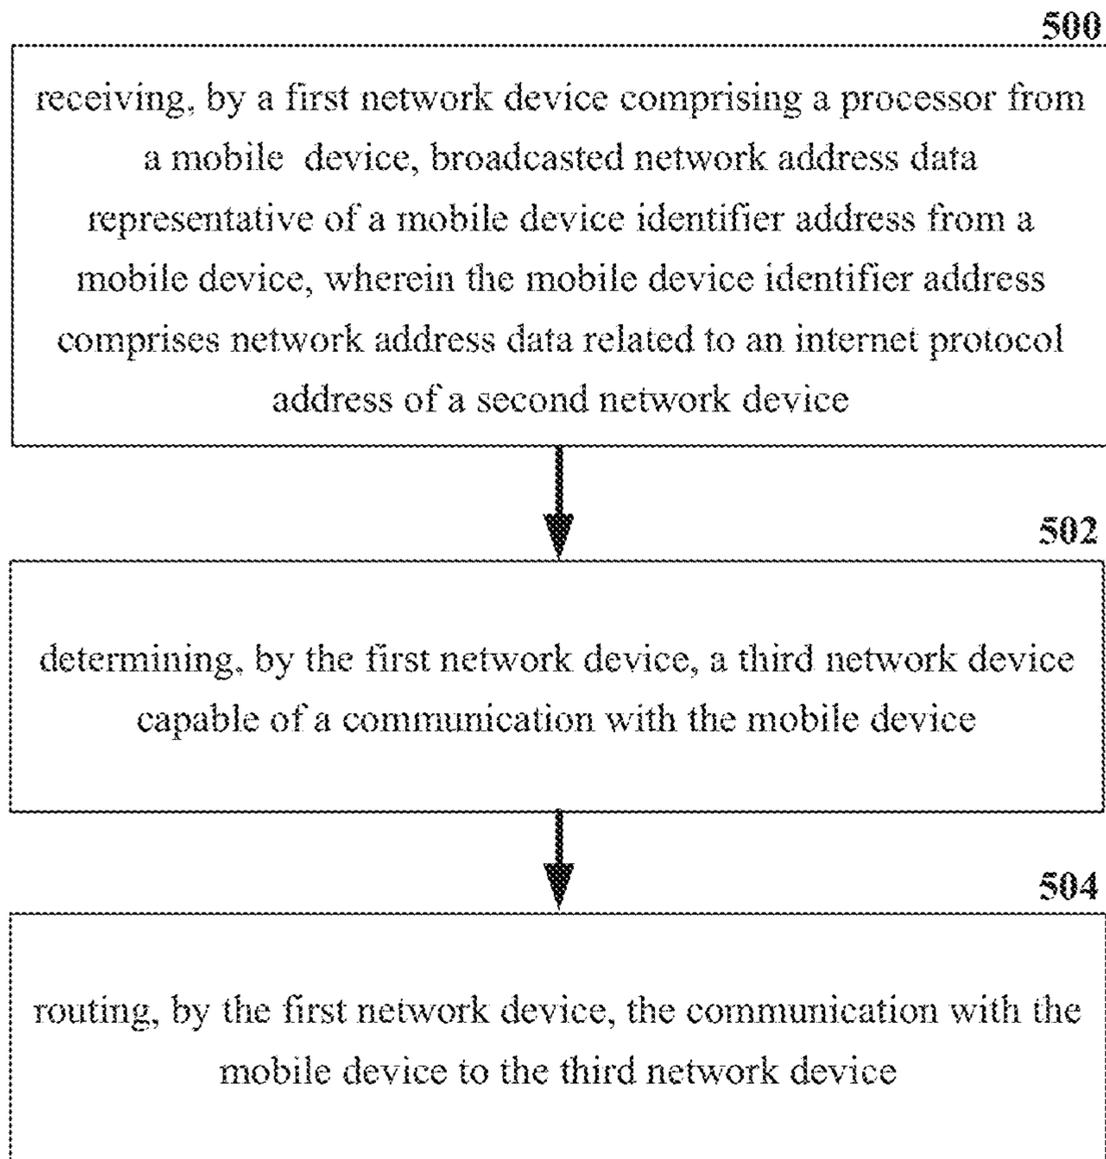 500
receiving, by a first network device comprising a processor from
a mobile device, broadcasted network address data
representative of a mobile device identifier address from a
mobile device, wherein the mobile device identifier address
comprises network address data related to an internet protocol
address of a second network device
502
determining, by the first network device, a third network device
capable of a communication with the mobile device
504
routing, by the first network device, the communication with the
mobile device to the third network device